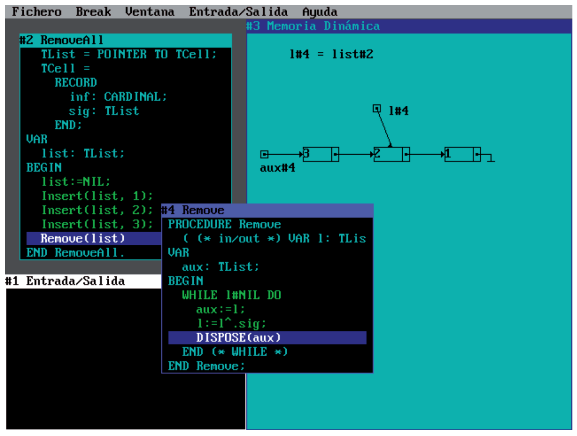 Fichero Break Ventana Entrada/Salida Ayuda
#2 RemoveAll
TList = POINTER TO TCell;
TCell =
RECORD
inf: CARDINAL;
sig: TList
END;
VAR
list: TList;
BEGIN
list:=NIL;
Insert(list, 1);
Insert(list, 2);
Insert(list, 3);
Remove(list)
END RemoveAll.
#1 Entrada/Salida
#4 Remove
PROCEDURE Remove
( (* in/out *) VAR l: TLis
VAR
aux: TList;
BEGIN
WHILE l#NIL DO
aux:=l;
l:=l^.sig;
DISPOSE(aux)
END (* WHILE *)
END Remove;
#3 Memoria Dinámica
l#4 = list#2
l#4
3 2 1
aux#4